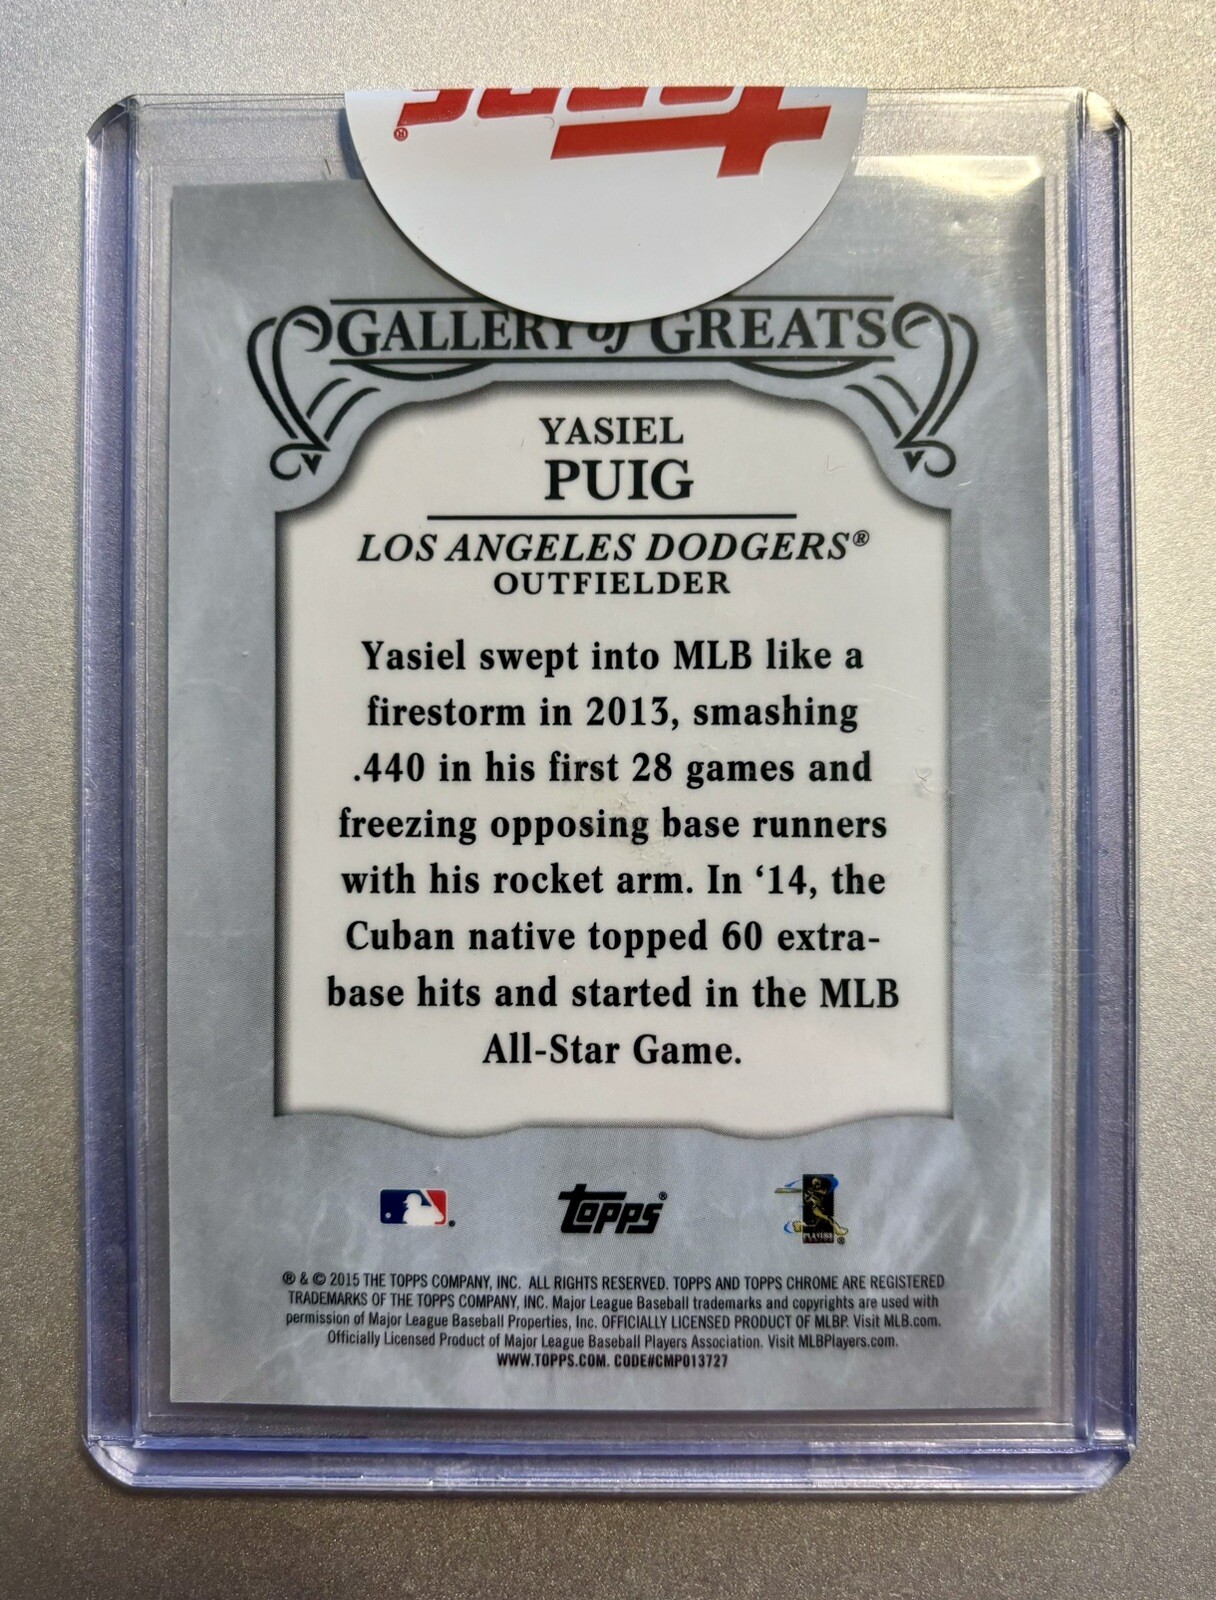 GALLERY of GREATS
YASIEL
PUIG
LOS ANGELES DODGERS®
OUTFIELDER
Yasiel swept into MLB like a
firestorm in 2013, smashing
.440 in his first 28 games and
freezing opposing base runners
with his rocket arm. In ‘14, the
Cuban native topped 60 extra-
base hits and started in the MLB
All-Star Game.
Topps®
PLAYERS
® & © 2015 THE TOPPS COMPANY, INC. ALL RIGHTS RESERVED. TOPPS AND TOPPS CHROME ARE REGISTERED
TRADEMARKS OF THE TOPPS COMPANY, INC. Major League Baseball trademarks and copyrights are used with
permission of Major League Baseball Properties, Inc. OFFICIALLY LICENSED PRODUCT OF MLBP. Visit MLB.com.
Officially Licensed Product of Major League Baseball Players Association. Visit MLBPlayers.com.
WWW.TOPPS.COM. CODE#CMP013727